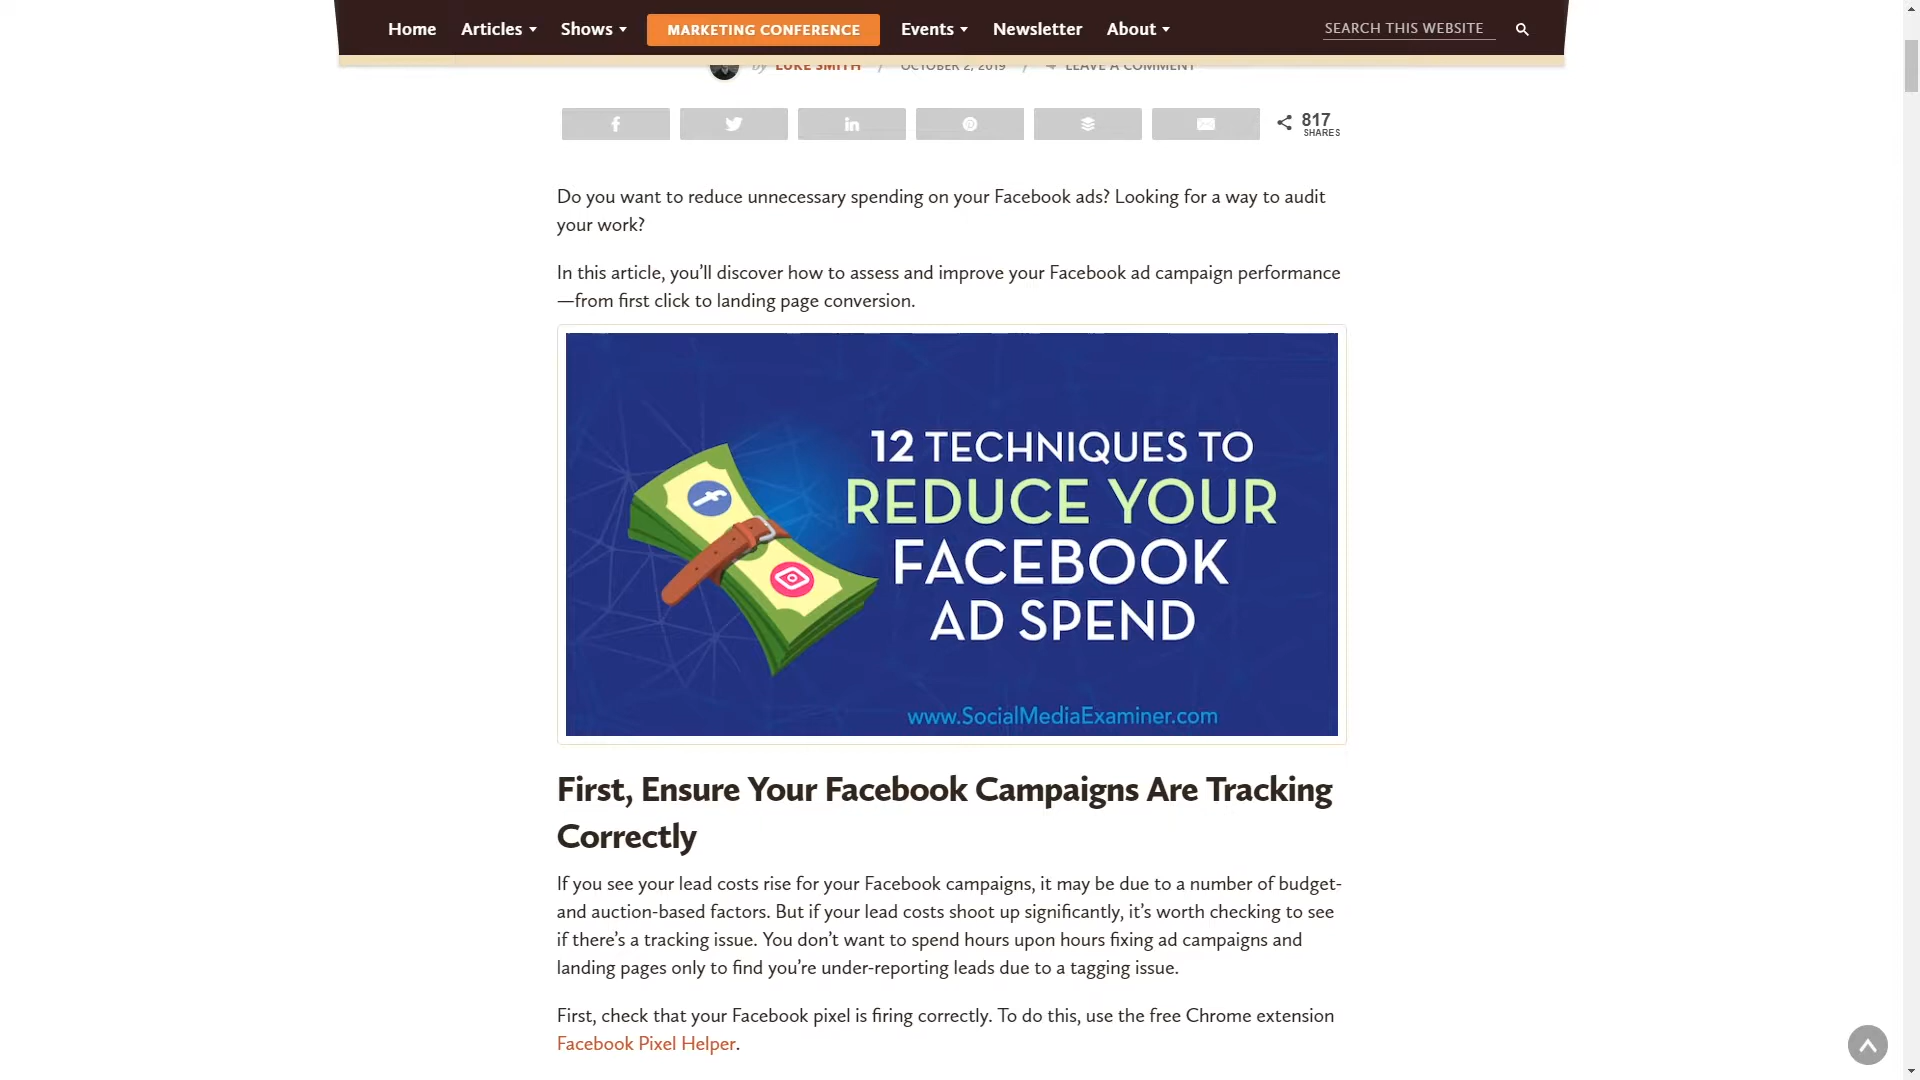 Home Articles Shows MARKETING CONFERENCE Events Newsletter About SEARCH THIS WEBSITE
by LUKE SMITH / OCTOBER 2, 2019 / LEAVE A COMMENT
817
SHARES
Do you want to reduce unnecessary spending on your Facebook ads? Looking for a way to audit
your work?
In this article, you’ll discover how to assess and improve your Facebook ad campaign performance
—from first click to landing page conversion.
12 TECHNIQUES TO
REDUCE YOUR
FACEBOOK
AD SPEND
www.SocialMediaExaminer.com
First, Ensure Your Facebook Campaigns Are Tracking
Correctly
If you see your lead costs rise for your Facebook campaigns, it may be due to a number of budget-
and auction-based factors. But if your lead costs shoot up significantly, it’s worth checking to see
if there’s a tracking issue. You don’t want to spend hours upon hours fixing ad campaigns and
landing pages only to find you’re under-reporting leads due to a tagging issue.
First, check that your Facebook pixel is firing correctly. To do this, use the free Chrome extension
Facebook Pixel Helper.